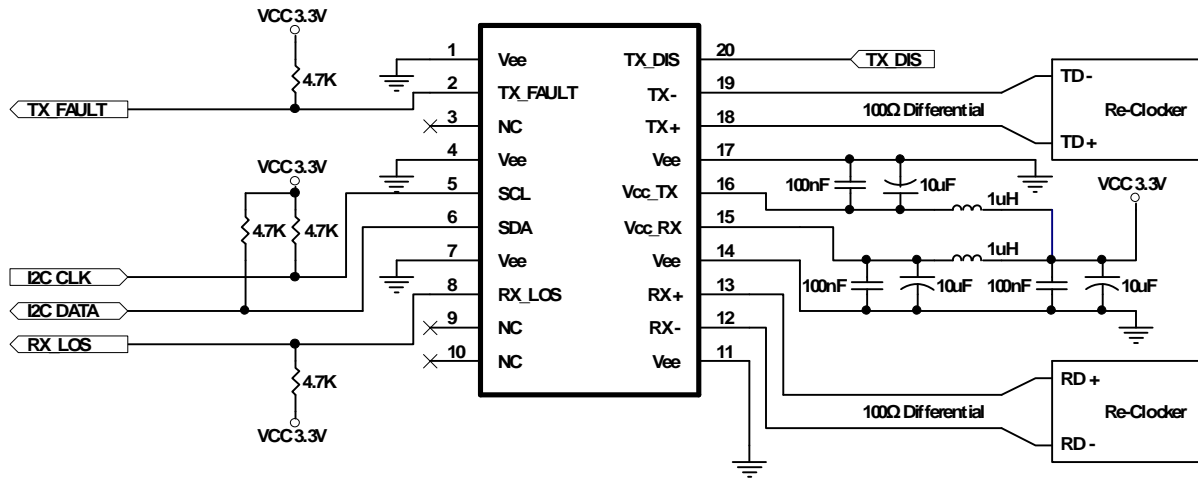 VCC 3.3V
4.7K
TX_FAULT
VCC 3.3V
4.7K
4.7K
I2C CLK
I2C DATA
RX_LOS
4.7K
VCC 3.3V
1
2
3
4
5
6
7
8
9
10
Vee
TX_FAULT
NC
Vee
SCL
SDA
Vee
RX_LOS
NC
NC
TX_DIS
TX-
TX+
Vee
Vcc_TX
Vcc_RX
Vee
RX+
RX-
Vee
20
19
18
17
16
15
14
13
12
11
TX_DIS
TD -
Re-Clocker
100Ω Differential
TD +
100nF
10uF
VCC 3.3V
1uH
1uH
100nF
10uF
100nF
10uF
RD +
100Ω Differential
Re-Clocker
RD -